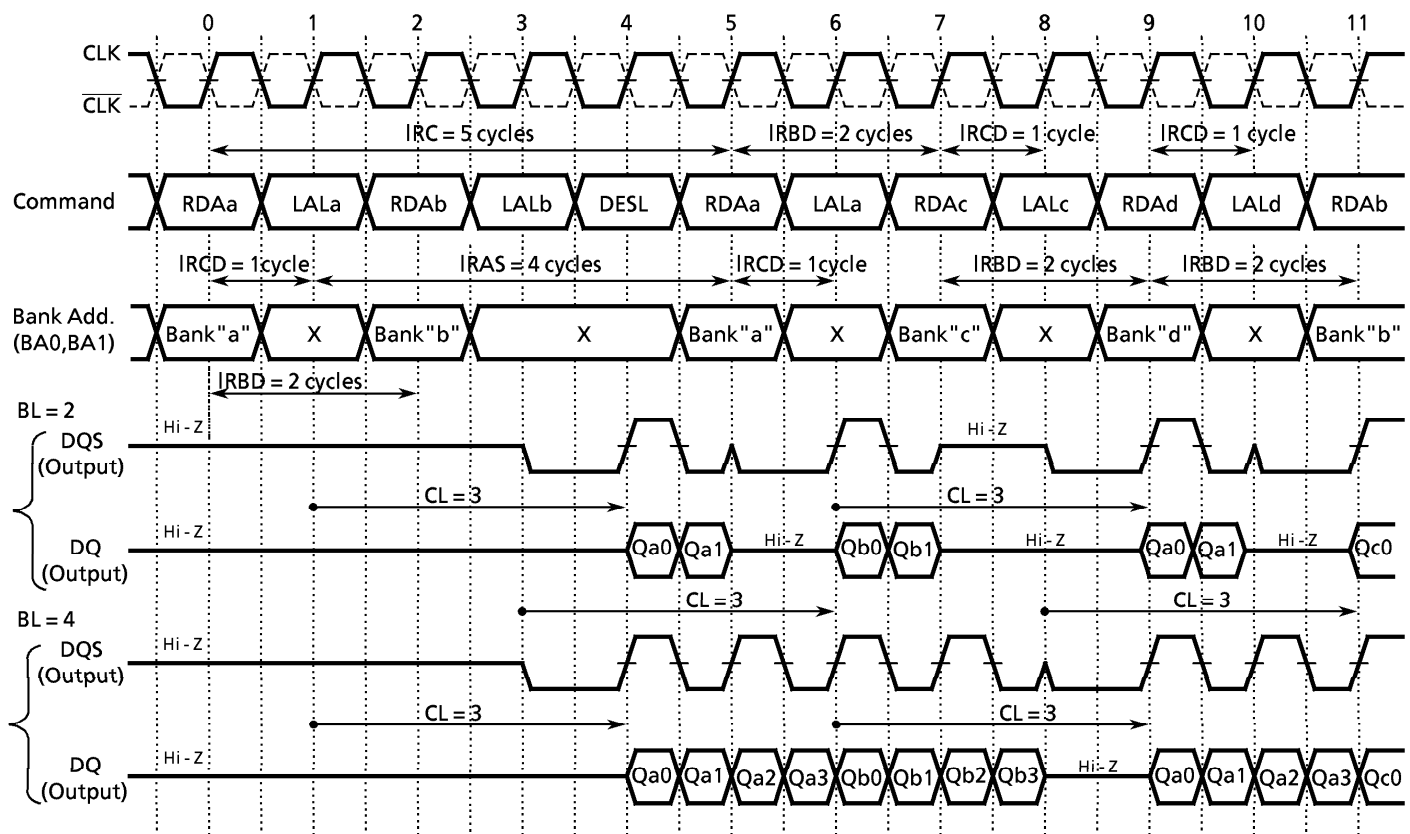 0 1 2 3 4 5 6 7 8 9 10 11
CLK
CLK
lRC = 5 cycles lRBD = 2 cycles lRCD = 1 cycle lRCD = 1 cycle
Command RDAa LALa RDAb LALb DESL RDAa LALa RDAc LALc RDAd LALd RDAb
lRCD = 1cycle lRAS = 4 cycles lRCD = 1cycle lRBD = 2 cycles lRBD = 2 cycles
Bank Add.
(BA0,BA1) Bank"a" X Bank"b" X Bank"a" X Bank"c" X Bank"d" X Bank"b"
lRBD = 2 cycles
BL = 2
DQS
(Output) Hi - Z Hi - Z
CL = 3 CL = 3
DQ
(Output) Hi - Z Qa0 Qa1 Hi - Z Qb0 Qb1 Hi - Z Qa0 Qa1 Hi - Z Qc0
CL = 3 CL = 3
BL = 4
DQS
(Output) Hi - Z
CL = 3 CL = 3
DQ
(Output) Hi - Z Qa0 Qa1 Qa2 Qa3 Qb0 Qb1 Qb2 Qb3 Hi - Z Qa0 Qa1 Qa2 Qa3 Qc0